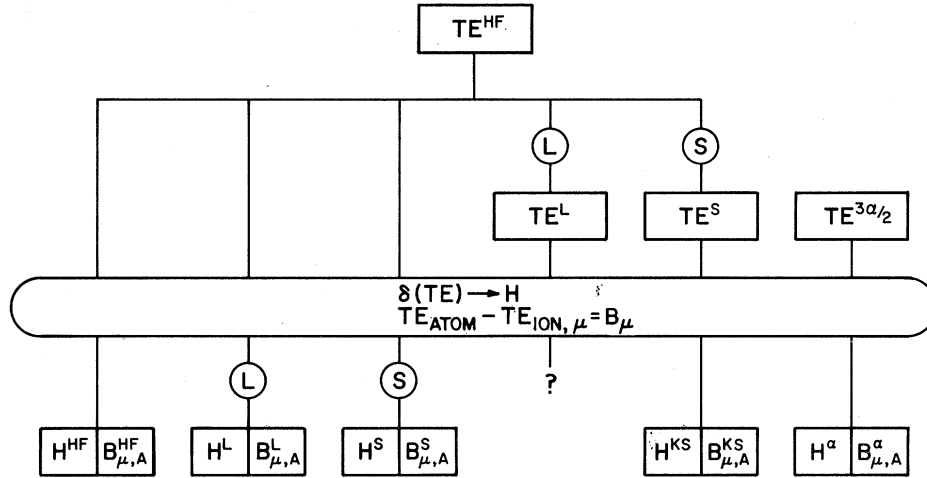 TE^HF
L S
TE^L TE^S TE^3α/2
δ(TE) → H
TE_ATOM − TE_ION, μ = B_μ
L S ?
H^HF B^HF_μ,A H^L B^L_μ,A H^S B^S_μ,A H^KS B^KS_μ,A H^α B^α_μ,A